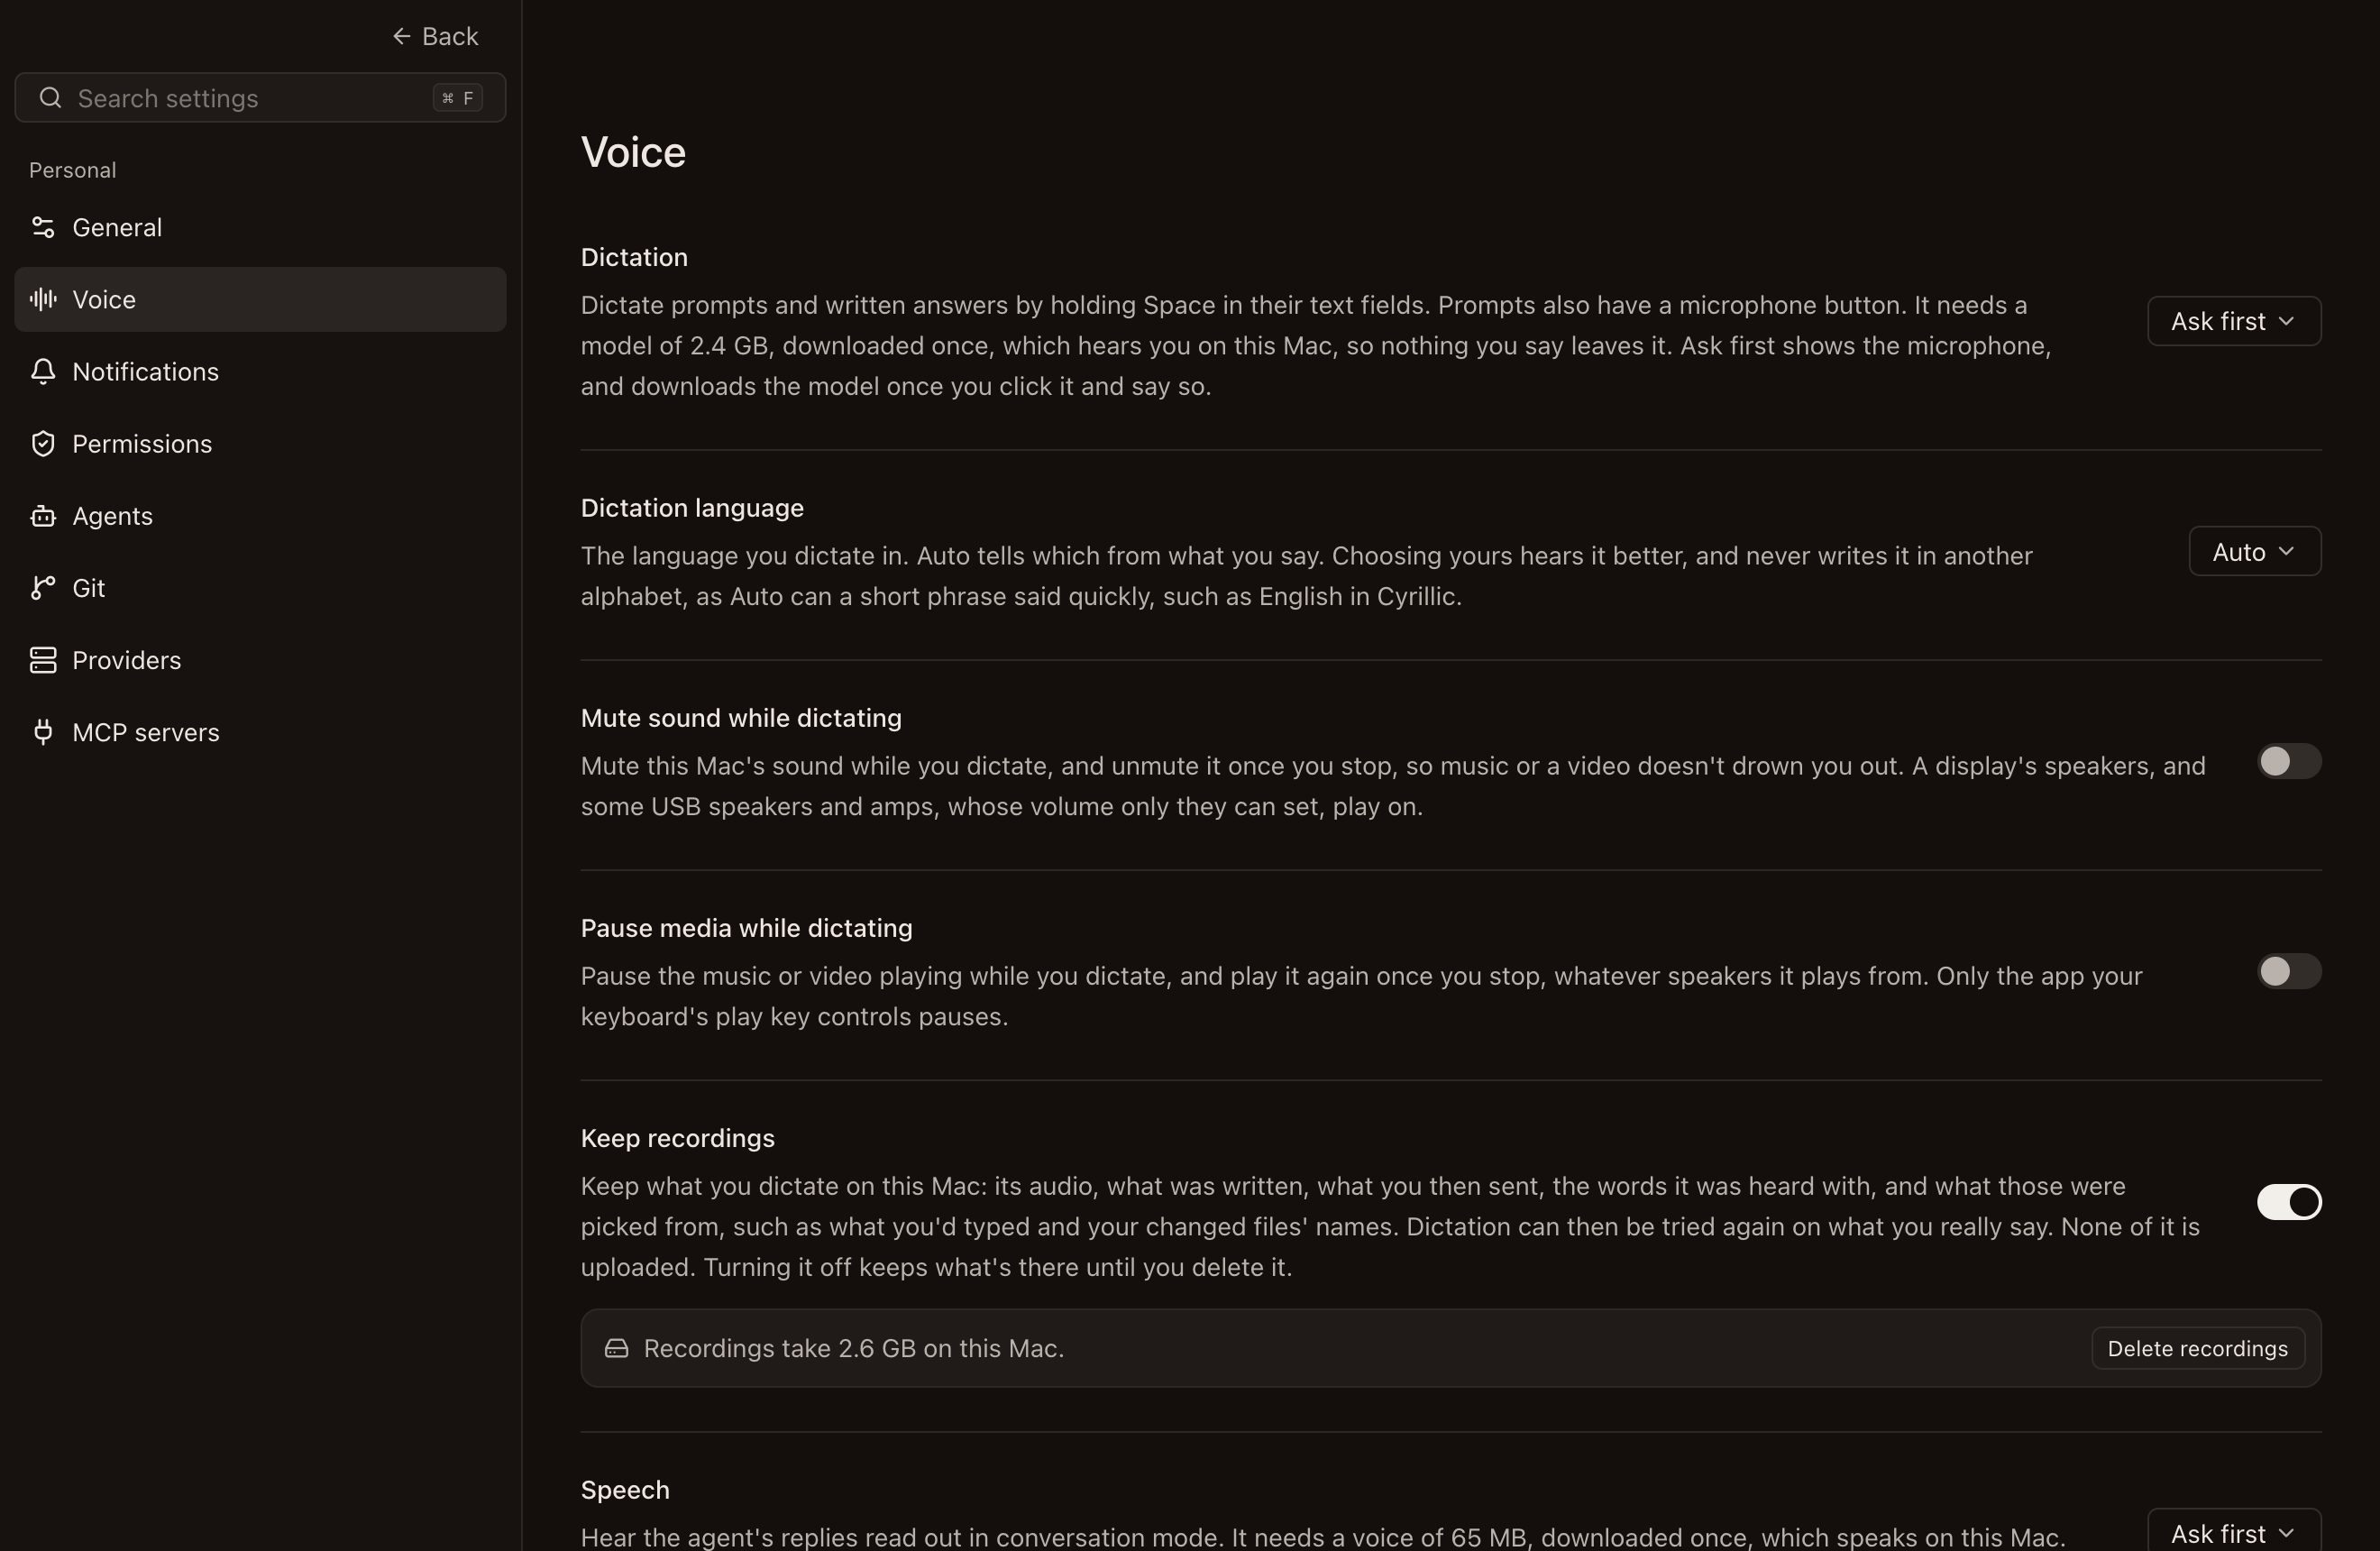 Back
Search settings
⌘ F
Personal
General
Voice
Notifications
Permissions
Agents
Git
Providers
MCP servers
Voice
Dictation
Dictate prompts and written answers by holding Space in their text fields. Prompts also have a microphone button. It needs a
model of 2.4 GB, downloaded once, which hears you on this Mac, so nothing you say leaves it. Ask first shows the microphone,
and downloads the model once you click it and say so.
Ask first
Dictation language
The language you dictate in. Auto tells which from what you say. Choosing yours hears it better, and never writes it in another
alphabet, as Auto can a short phrase said quickly, such as English in Cyrillic.
Auto
Mute sound while dictating
Mute this Mac's sound while you dictate, and unmute it once you stop, so music or a video doesn't drown you out. A display's speakers, and
some USB speakers and amps, whose volume only they can set, play on.
Pause media while dictating
Pause the music or video playing while you dictate, and play it again once you stop, whatever speakers it plays from. Only the app your
keyboard's play key controls pauses.
Keep recordings
Keep what you dictate on this Mac: its audio, what was written, what you then sent, the words it was heard with, and what those were
picked from, such as what you'd typed and your changed files' names. Dictation can then be tried again on what you really say. None of it is
uploaded. Turning it off keeps what's there until you delete it.
Recordings take 2.6 GB on this Mac.
Delete recordings
Speech
Hear the agent's replies read out in conversation mode. It needs a voice of 65 MB, downloaded once, which speaks on this Mac.
Ask first